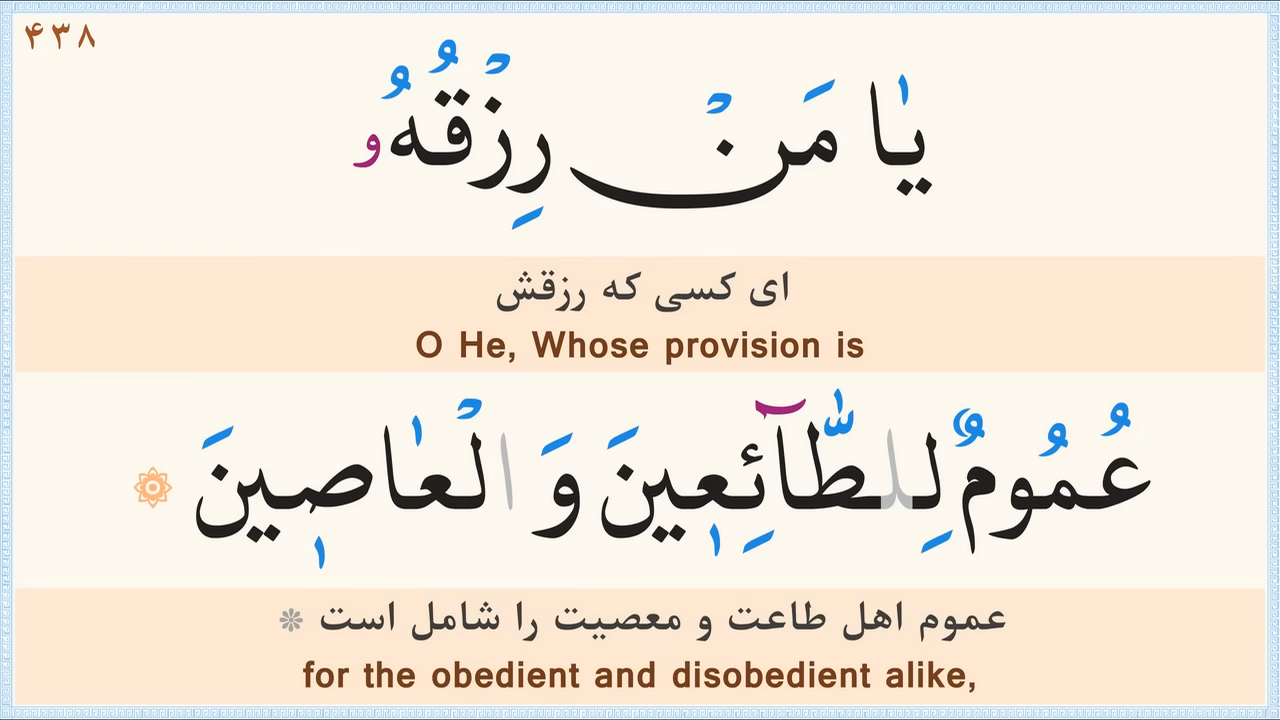 ۴۳۸
یٰا مَنْ رِزْقُهُو
ای کسی که رزقش
O He, Whose provision is
عُمُومٌ لِلطّٰٓائِعٖینَ وَ الْعٰاصٖینَ
عموم اهل طاعت و معصیت را شامل است
for the obedient and disobedient alike,